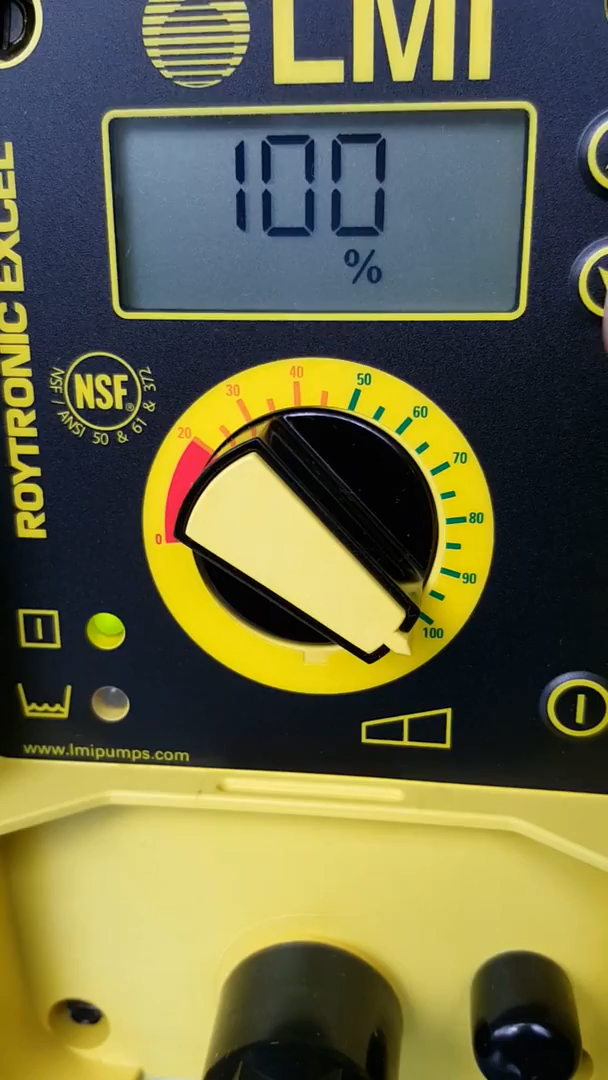 LMI
100
%
ROYTRONIC EXCEL
NSF®
NSF / ANSI 50 & 61 & 372
0
20
30
40
50
60
70
80
90
100
www.lmipumps.com